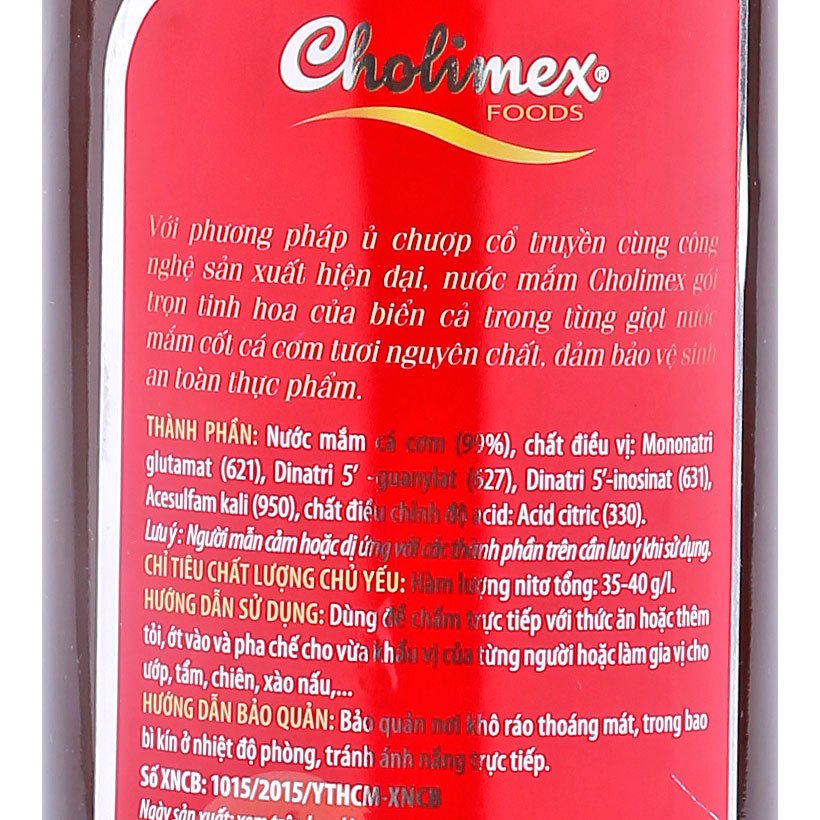 Cholimex®
FOODS
Với phương pháp ủ chượp cổ truyền cùng công
nghệ sản xuất hiện đại, nước mắm Cholimex gói
trọn tinh hoa của biển cả trong từng giọt nước
mắm cốt cá cơm tươi nguyên chất, đảm bảo vệ sinh
an toàn thực phẩm.
THÀNH PHẦN: Nước mắm cá cơm (99%), chất điều vị: Mononatri
glutamat (621), Dinatri 5’ -guanylat (627), Dinatri 5’-inosinat (631),
Acesulfam kali (950), chất điều chỉnh độ acid: Acid citric (330).
Lưu ý: Người mẫn cảm hoặc dị ứng với các thành phần trên cần lưu ý khi sử dụng.
CHỈ TIÊU CHẤT LƯỢNG CHỦ YẾU: Hàm lượng nitơ tổng: 35-40 g/l.
HƯỚNG DẪN SỬ DỤNG: Dùng để chấm trực tiếp với thức ăn hoặc thêm
tỏi, ớt vào và pha chế cho vừa khẩu vị của từng người hoặc làm gia vị cho
ướp, tẩm, chiên, xào nấu,...
HƯỚNG DẪN BẢO QUẢN: Bảo quản nơi khô ráo thoáng mát, trong bao
bì kín ở nhiệt độ phòng, tránh ánh nắng trực tiếp.
Số XNCB: 1015/2015/YTHCM-XNCB
Ngày sản xuất: xem trên